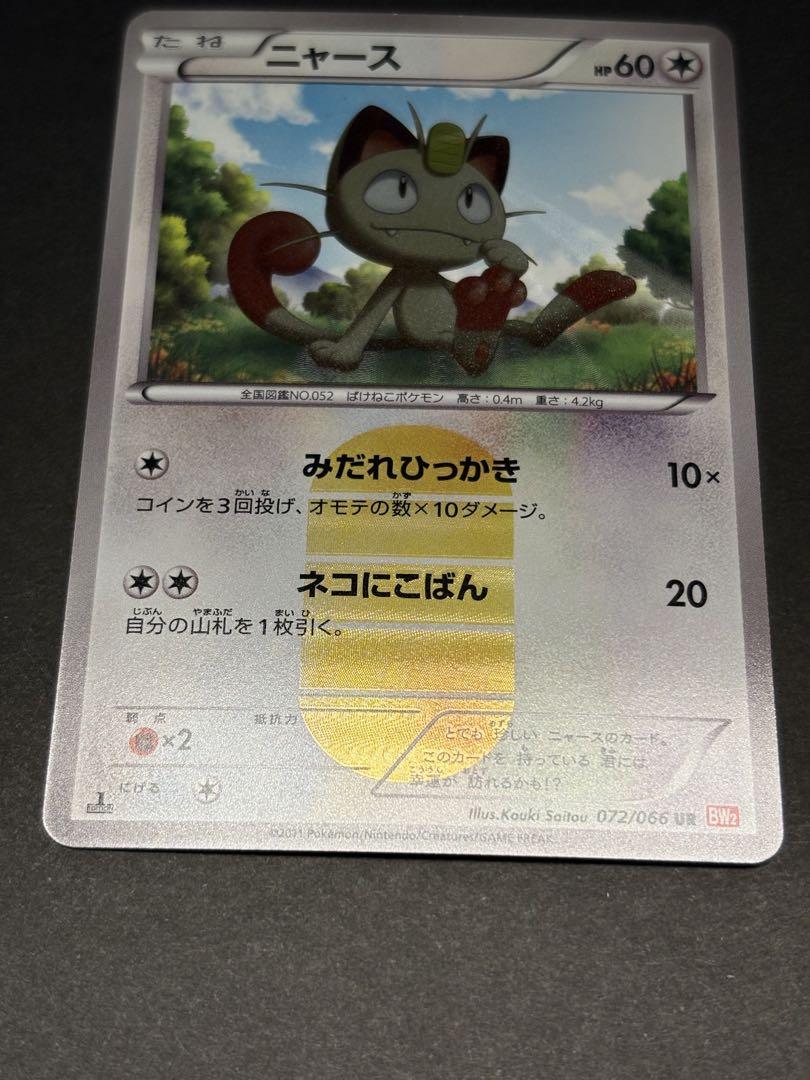 たね ニャース HP60
全国図鑑NO.052 ばけねこポケモン 高さ:0.4m 重さ:4.2kg
みだれひっかき 10×
コインを3回投げ、オモテの数×10ダメージ。
ネコにこばん 20
自分の山札を1枚引く。
弱点 抵抗力
×2
とても珍しい ニャースのカード。
このカードを 持っている 君には
幸運が 訪れるかも!?
にげる
1 EDITION
Illus.Kouki Saitou 072/066 UR BW2
©2011 Pokémon/Nintendo/Creatures/GAME FREAK.